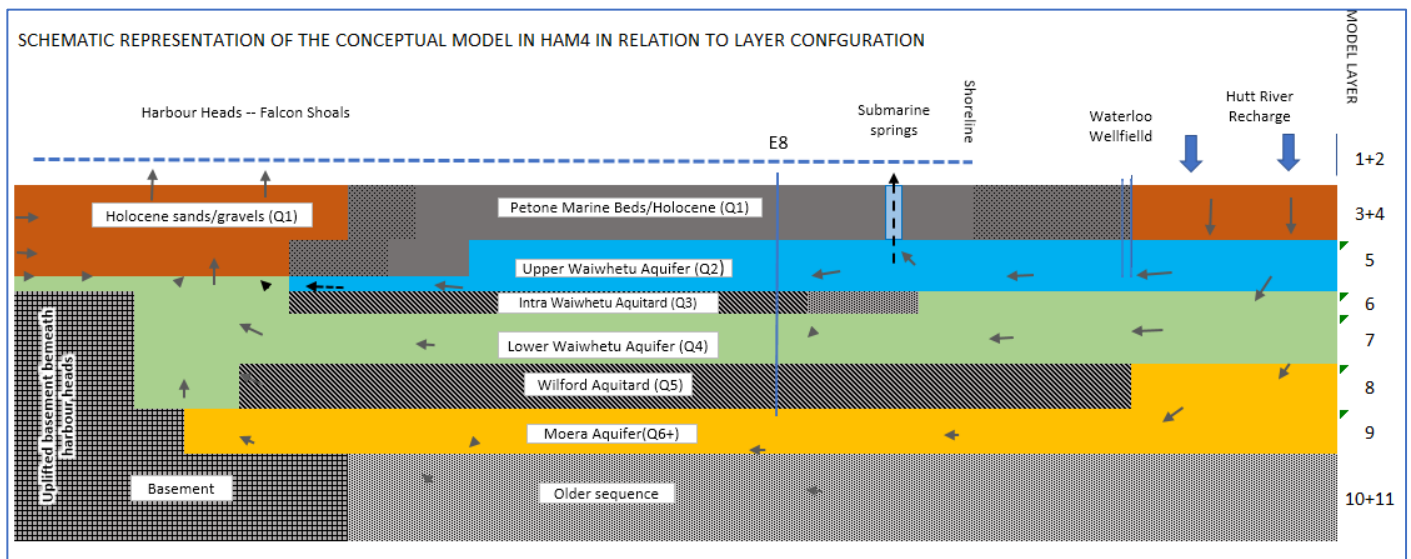 SCHEMATIC REPRESENTATION OF THE CONCEPTUAL MODEL IN HAM4 IN RELATION TO LAYER CONFGURATION
MODEL LAYER
Harbour Heads -- Falcon Shoals
E8
Submarine
springs
Shoreline
Waterloo
Wellfielld
Hutt River
Recharge
1+2
Holocene sands/gravels (Q1)
Petone Marine Beds/Holocene (Q1)
3+4
Upper Waiwhetu Aquifer (Q2)
5
Intra Waiwhetu Aquitard (Q3)
6
Lower Waiwhetu Aquifer (Q4)
7
Wilford Aquitard (Q5)
8
Moera Aquifer(Q6+)
9
Uplifted basement bemeath
harbour heads
Basement
Older sequence
10+11